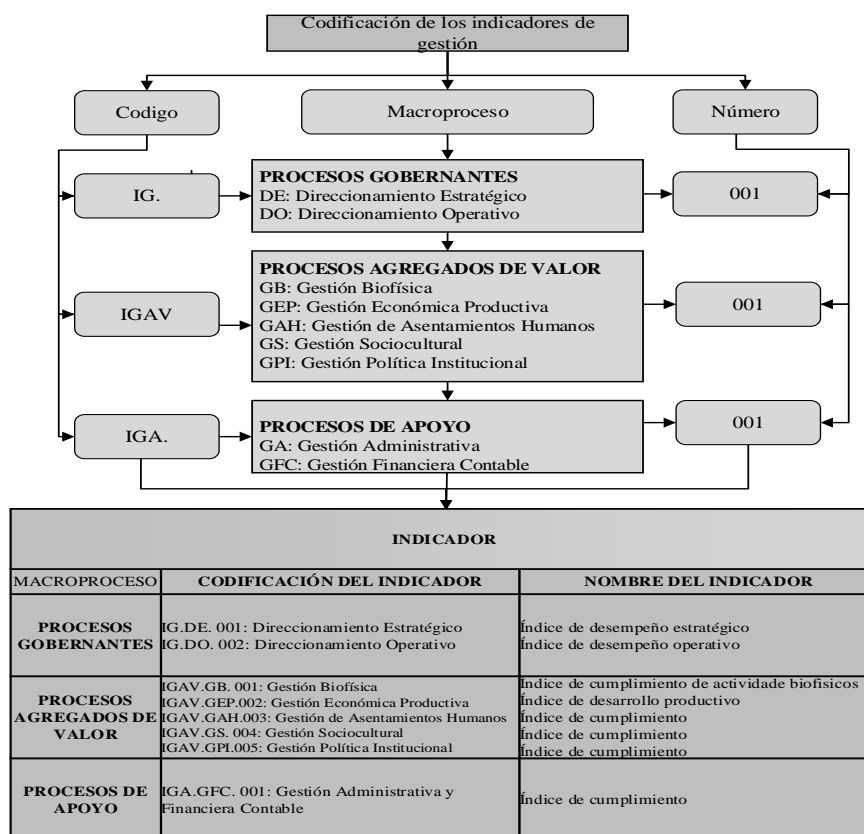 Codificación de los indicadores de
gestión
Codigo
Macroproceso
Número
IG.
PROCESOS GOBERNANTES
DE: Direccionamiento Estratégico
DO: Direccionamiento Operativo
001
IGAV
PROCESOS AGREGADOS DE VALOR
GB: Gestión Biofísica
GEP: Gestión Económica Productiva
GAH: Gestión de Asentamientos Humanos
GS: Gestión Sociocultural
GPI: Gestión Política Institucional
001
IGA.
PROCESOS DE APOYO
GA: Gestión Administrativa
GFC: Gestión Financiera Contable
001
INDICADOR
MACROPROCESO
CODIFICACIÓN DEL INDICADOR
NOMBRE DEL INDICADOR
PROCESOS
GOBERNANTES
IG.DE. 001: Direccionamiento Estratégico
IG.DO. 002: Direccionamiento Operativo
Índice de desempeño estratégico
Índice de desempeño operativo
PROCESOS
AGREGADOS DE
VALOR
IGAV.GB. 001: Gestión Biofísica
IGAV.GEP.002: Gestión Económica Productiva
IGAV.GAH.003: Gestión de Asentamientos Humanos
IGAV.GS. 004: Gestión Sociocultural
IGAV.GPI.005: Gestión Política Institucional
Índice de cumplimiento de actividade biofisicos
Índice de desarrollo productivo
Índice de cumplimiento
Índice de cumplimiento
Índice de cumplimiento
PROCESOS DE
APOYO
IGA.GFC. 001: Gestión Administrativa y
Financiera Contable
Índice de cumplimiento